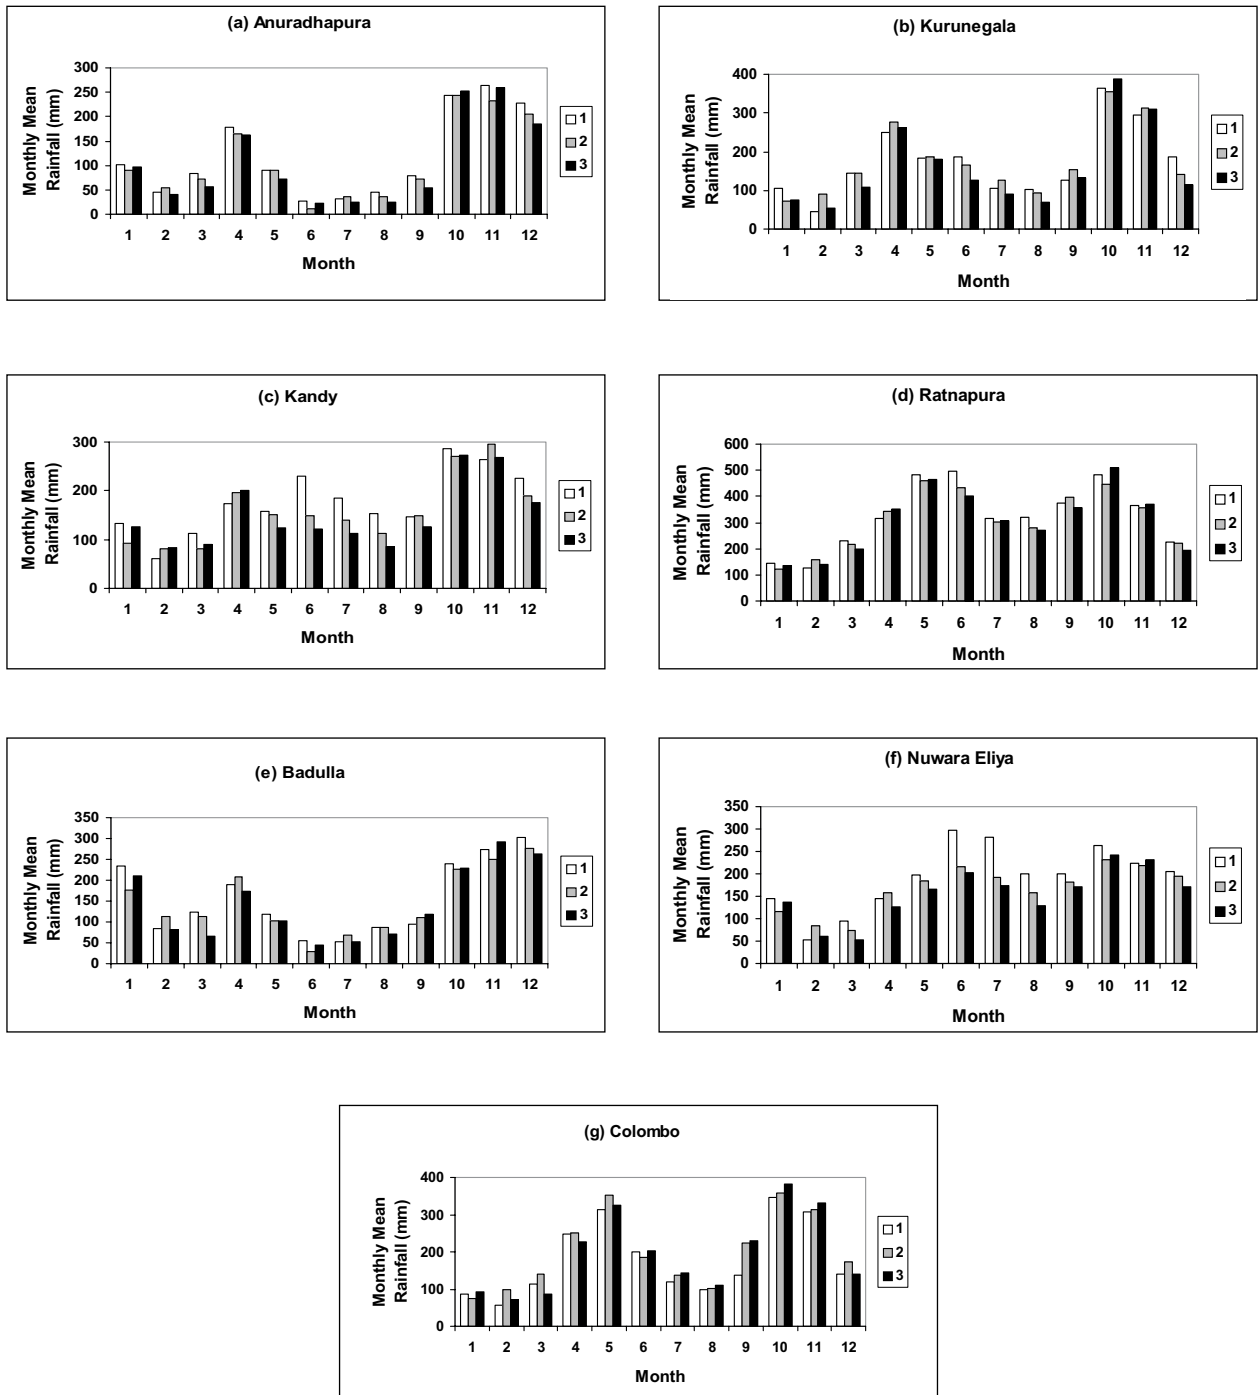 (a) Anuradhapura
Monthly Mean
Rainfall (mm)
300
250
200
150
100
50
0
1 2 3 4 5 6 7 8 9 10 11 12
Month
1
2
3
(b) Kurunegala
Monthly Mean
Rainfall (mm)
400
300
200
100
0
1 2 3 4 5 6 7 8 9 10 11 12
Month
1
2
3
(c) Kandy
Monthly Mean
Rainfall (mm)
300
200
100
0
1 2 3 4 5 6 7 8 9 10 11 12
Month
1
2
3
(d) Ratnapura
Monthly Mean
Rainfall (mm)
600
500
400
300
200
100
0
1 2 3 4 5 6 7 8 9 10 11 12
Month
1
2
3
(e) Badulla
Monthly Mean
Rainfall (mm)
350
300
250
200
150
100
50
0
1 2 3 4 5 6 7 8 9 10 11 12
Month
1
2
3
(f) Nuwara Eliya
Monthly Mean
Rainfall (mm)
350
300
250
200
150
100
50
0
1 2 3 4 5 6 7 8 9 10 11 12
Month
1
2
3
(g) Colombo
Monthly Mean
Rainfall (mm)
400
300
200
100
0
1 2 3 4 5 6 7 8 9 10 11 12
Month
1
2
3